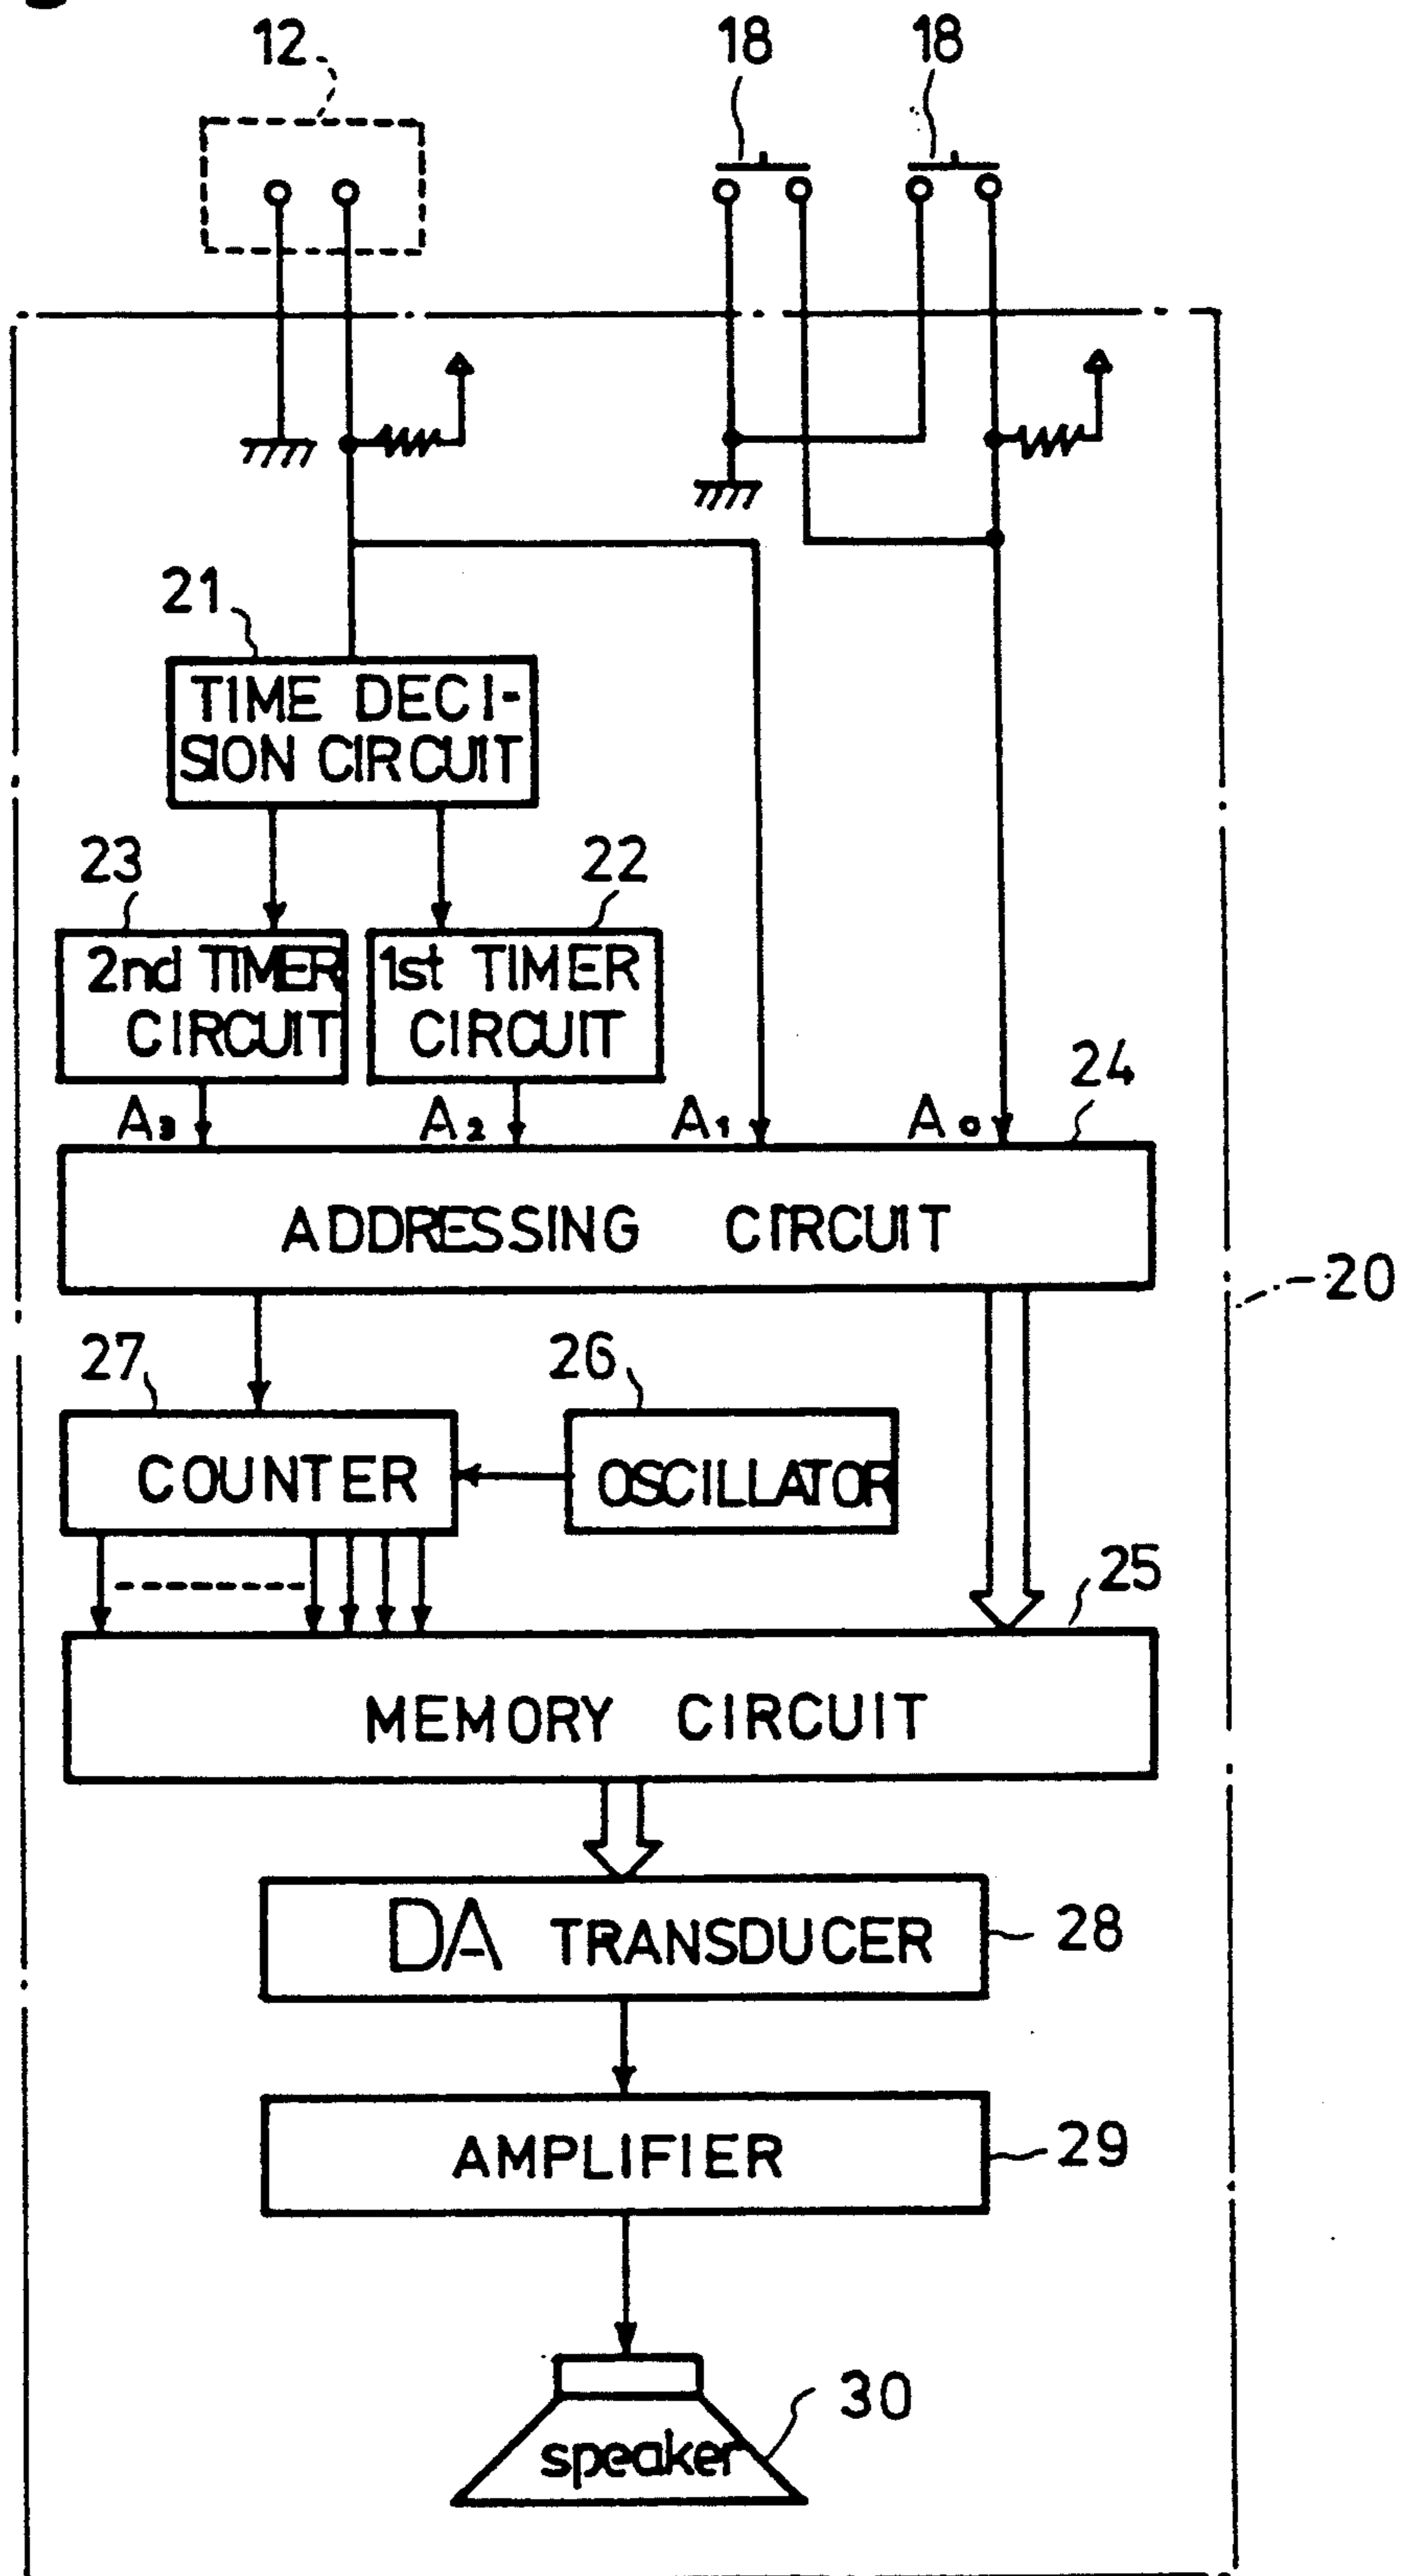 12
18
18
21
TIME DECI-
SION CIRCUIT
23
22
2nd TIMER
CIRCUIT
1st TIMER
CIRCUIT
24
A3
A2
A1
A0
ADDRESSING CIRCUIT
20
27
26
COUNTER
OSCILLATOR
25
MEMORY CIRCUIT
DA TRANSDUCER
28
AMPLIFIER
29
30
speaker